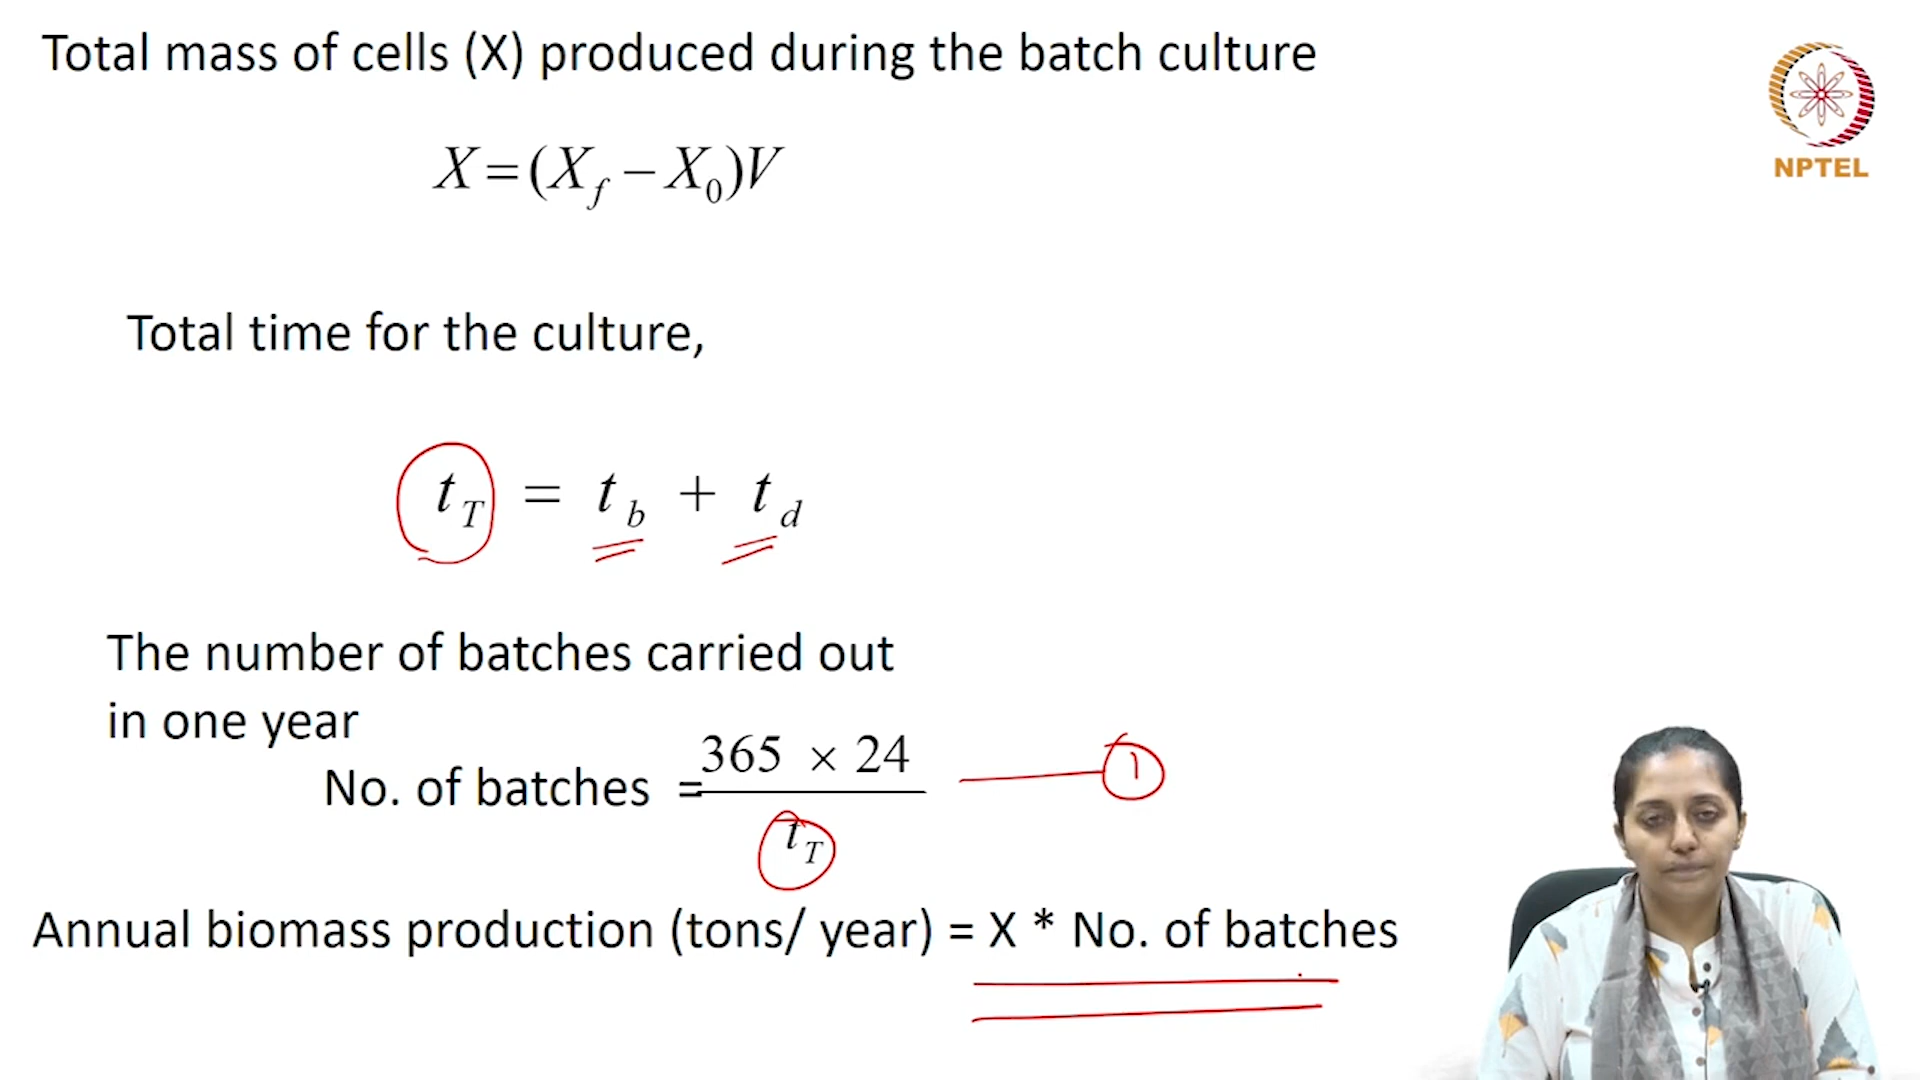 Total mass of cells (X) produced during the batch culture
NPTEL
X=(X_f − X_0)V
Total time for the culture,
t_T = t_b + t_d
The number of batches carried out
in one year
365 × 24
No. of batches =
1
t_T
Annual biomass production (tons/ year) = X * No. of batches